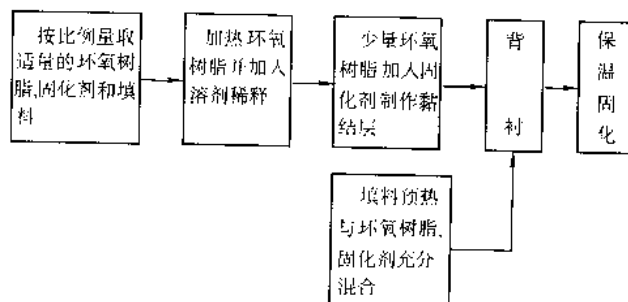 按比例量取
适量的环氧树
脂,固化剂和填
料
加热环氧
树脂并加入
溶剂稀释
少量环氧
树脂加入固
化剂制作黏
结层
背
衬
保
温
固
化
填料预热
与环氧树脂、
固化剂充分
混合